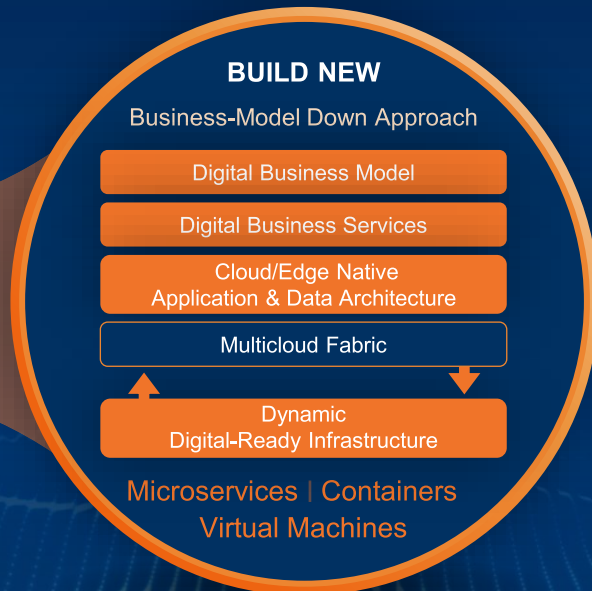 BUILD NEW
Business-Model Down Approach
Digital Business Model
Digital Business Services
Cloud/Edge Native
Application & Data Architecture
Multicloud Fabric
Dynamic
Digital-Ready Infrastructure
Microservices | Containers
Virtual Machines